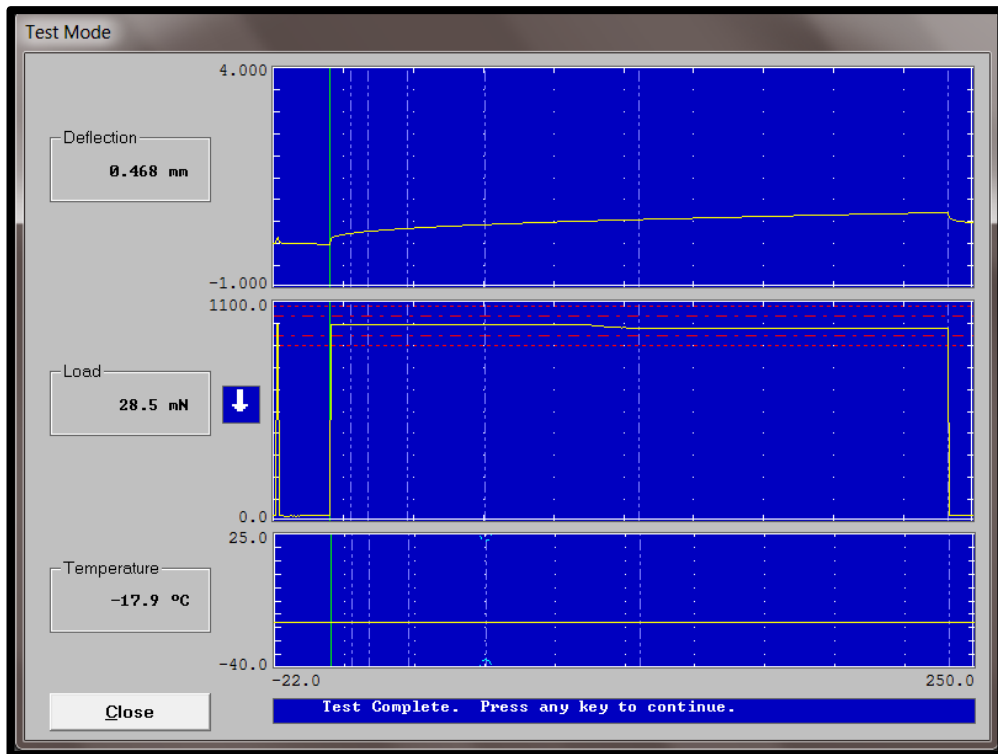 Test Mode
4.000
Deflection
0.468 mm
-1.000
1100.0
Load
28.5 mN
0.0
25.0
Temperature
-17.9 ºC
-40.0
-22.0 250.0
Close
Test Complete. Press any key to continue.